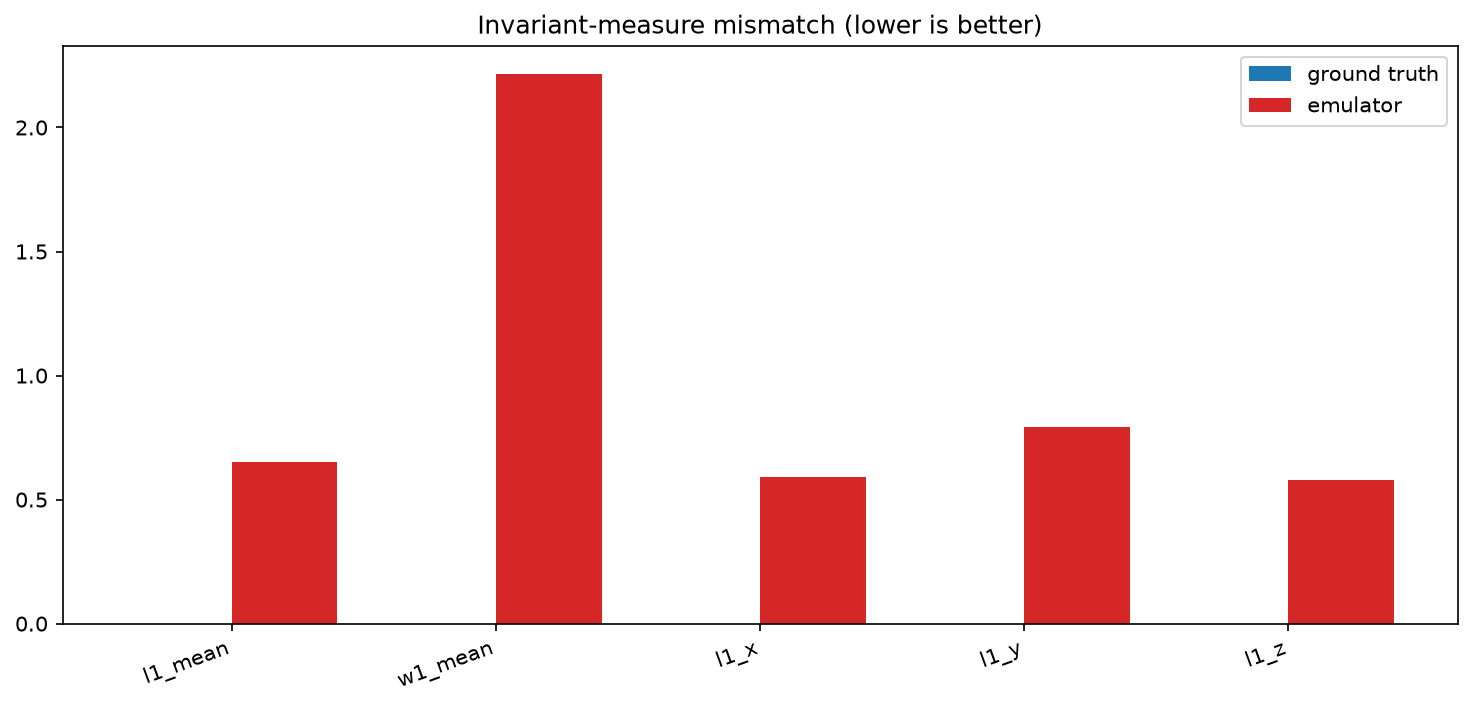 Invariant-measure mismatch (lower is better)
ground truth
emulator
2.0
1.5
1.0
0.5
0.0
l1_mean
w1_mean
l1_x
l1_y
l1_z